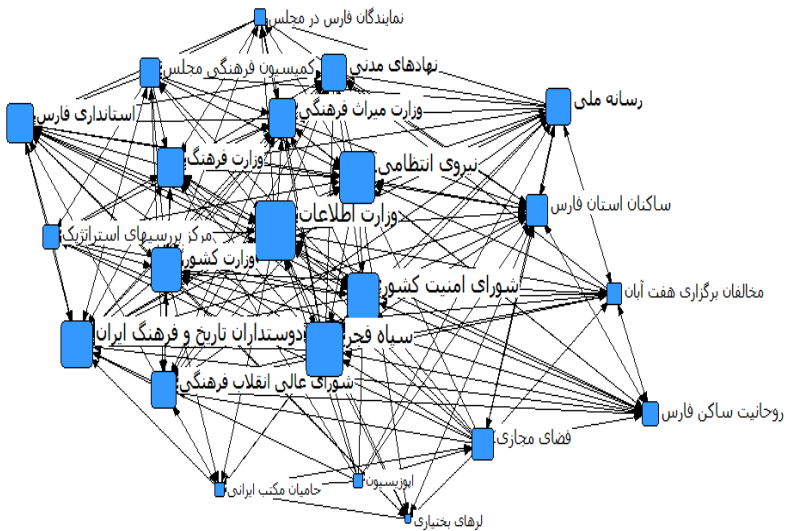 نمایندگان فارس در مجلس
کمیسیون فرهنگی مجلس
نهادهای مدنی
رسانه ملی
وزارت میراث فرهنگی
استانداری فارس
وزارت فرهنگ
نیروی انتظامی
ساکنان استان فارس
وزارت اطلاعات
مرکز بررسیهای استراتژیک
وزارت کشور
شورای امنیت کشور
مخالفان برگزاری هفت آبان
دوستداران تاریخ و فرهنگ ایران
سپاه فجر
شورای عالی انقلاب فرهنگی
روحانیت ساکن فارس
فضای مجازی
اپوزیسیون
حامیان مکتب ایرانی
لرهای بختیاری